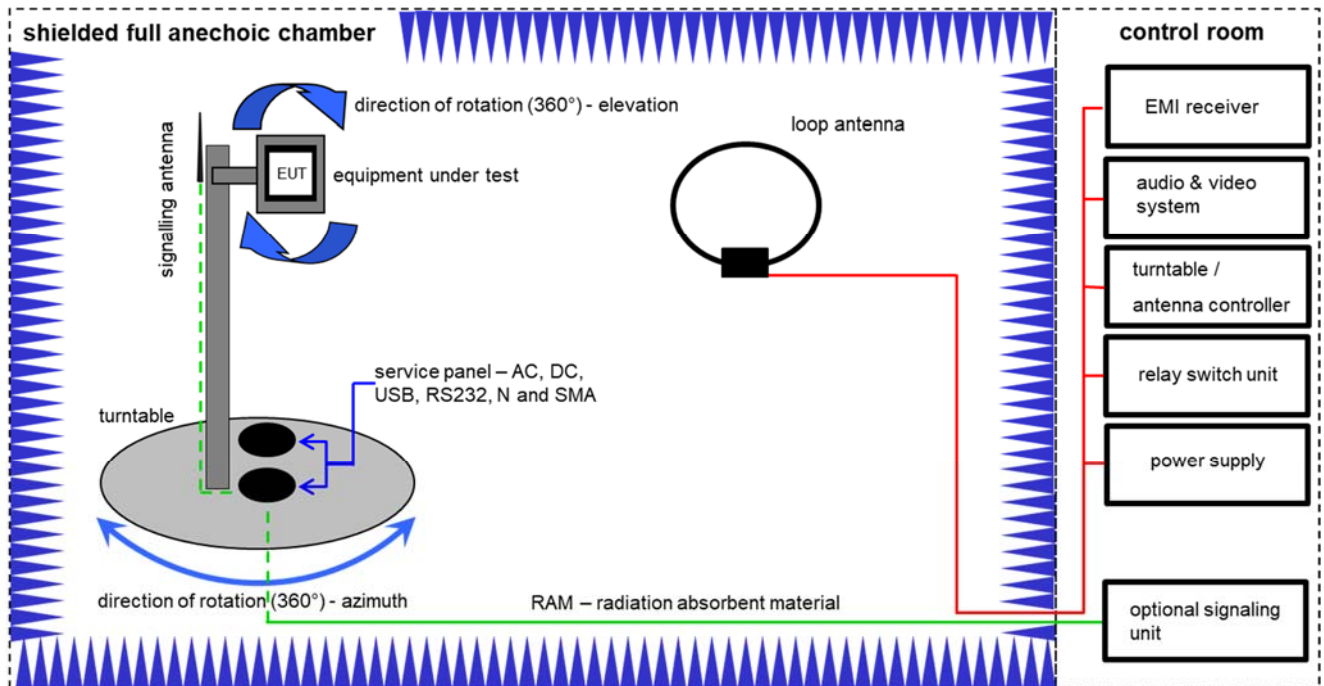 shielded full anechoic chamber
control room
direction of rotation (360°) - elevation
loop antenna
signalling antenna
EUT
equipment under test
service panel – AC, DC,
USB, RS232, N and SMA
turntable
direction of rotation (360°) - azimuth
RAM – radiation absorbent material
EMI receiver
audio & video
system
turntable /
antenna controller
relay switch unit
power supply
optional signaling
unit